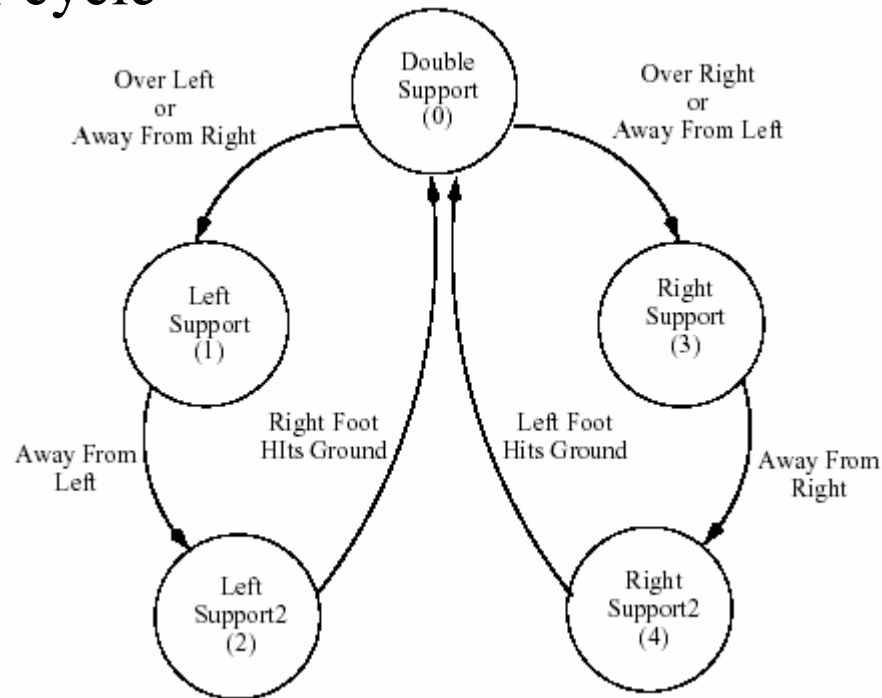 cycle
Double
Support
(0)
Over Left
or
Away From Right
Over Right
or
Away From Left
Left
Support
(1)
Right
Support
(3)
Right Foot
HIts Ground
Left Foot
Hits Ground
Away From
Left
Away From
Right
Left
Support2
(2)
Right
Support2
(4)